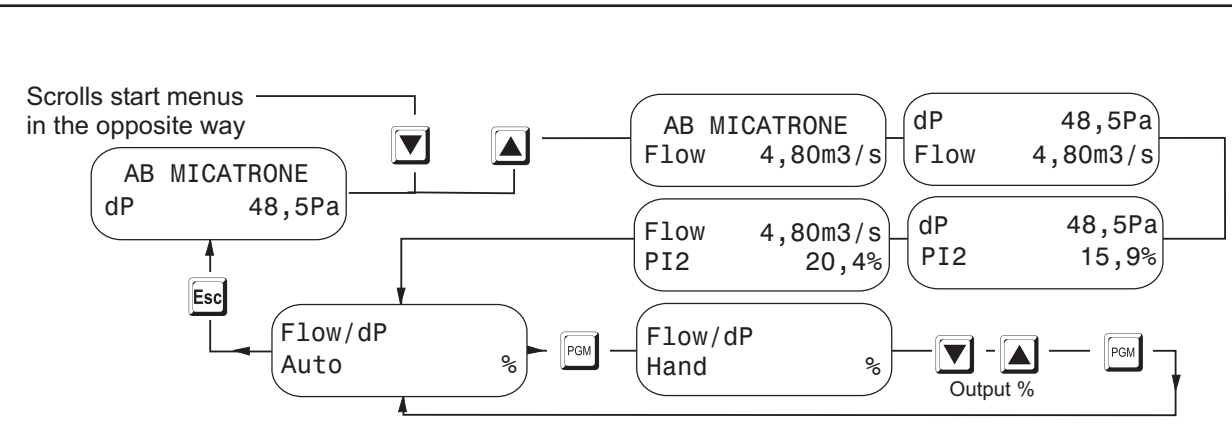 Scrolls start menus
in the opposite way
AB MICATRONE
dP 48,5Pa
AB MICATRONE
Flow 4,80m3/s
dP 48,5Pa
Flow 4,80m3/s
Flow 4,80m3/s
PI2 20,4%
dP 48,5Pa
PI2 15,9%
Esc
Flow/dP
Auto %
PGM
Flow/dP
Hand %
Output %
PGM